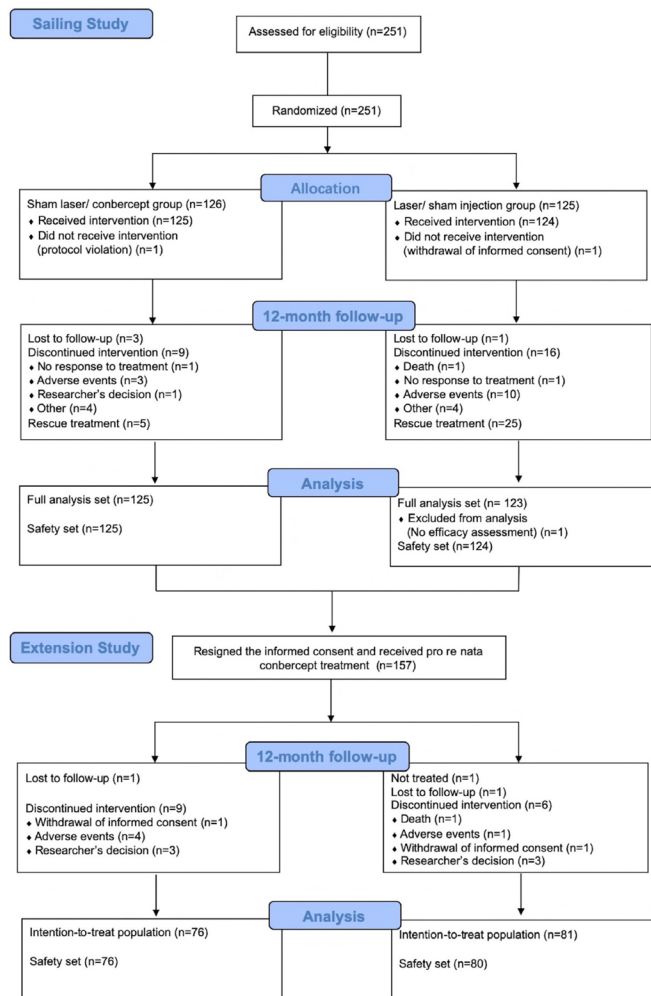 Sailing Study
Assessed for eligibility (n=251)
Randomized (n=251)
Allocation
Sham laser/ conbercept group (n=126)
♦ Received intervention (n=125)
♦ Did not receive intervention
(protocol violation) (n=1)
Laser/ sham injection group (n=125)
♦ Received intervention (n=124)
♦ Did not receive intervention
(withdrawal of informed consent) (n=1)
12-month follow-up
Lost to follow-up (n=3)
Discontinued intervention (n=9)
♦ No response to treatment (n=1)
♦ Adverse events (n=3)
♦ Researcher's decision (n=1)
♦ Other (n=4)
Rescue treatment (n=5)
Lost to follow-up (n=1)
Discontinued intervention (n=16)
♦ Death (n=1)
♦ No response to treatment (n=1)
♦ Adverse events (n=10)
♦ Other (n=4)
Rescue treatment (n=25)
Analysis
Full analysis set (n=125)
Safety set (n=125)
Full analysis set (n= 123)
♦ Excluded from analysis
(No efficacy assessment) (n=1)
Safety set (n=124)
Extension Study
Resigned the informed consent and received pro re nata
conbercept treatment (n=157)
12-month follow-up
Lost to follow-up (n=1)
Discontinued intervention (n=9)
♦ Withdrawal of informed consent (n=1)
♦ Adverse events (n=4)
♦ Researcher's decision (n=3)
Not treated (n=1)
Lost to follow-up (n=1)
Discontinued intervention (n=6)
♦ Death (n=1)
♦ Adverse events (n=1)
♦ Withdrawal of informed consent (n=1)
♦ Researcher's decision (n=3)
Analysis
Intention-to-treat population (n=76)
Safety set (n=76)
Intention-to-treat population (n=81)
Safety set (n=80)